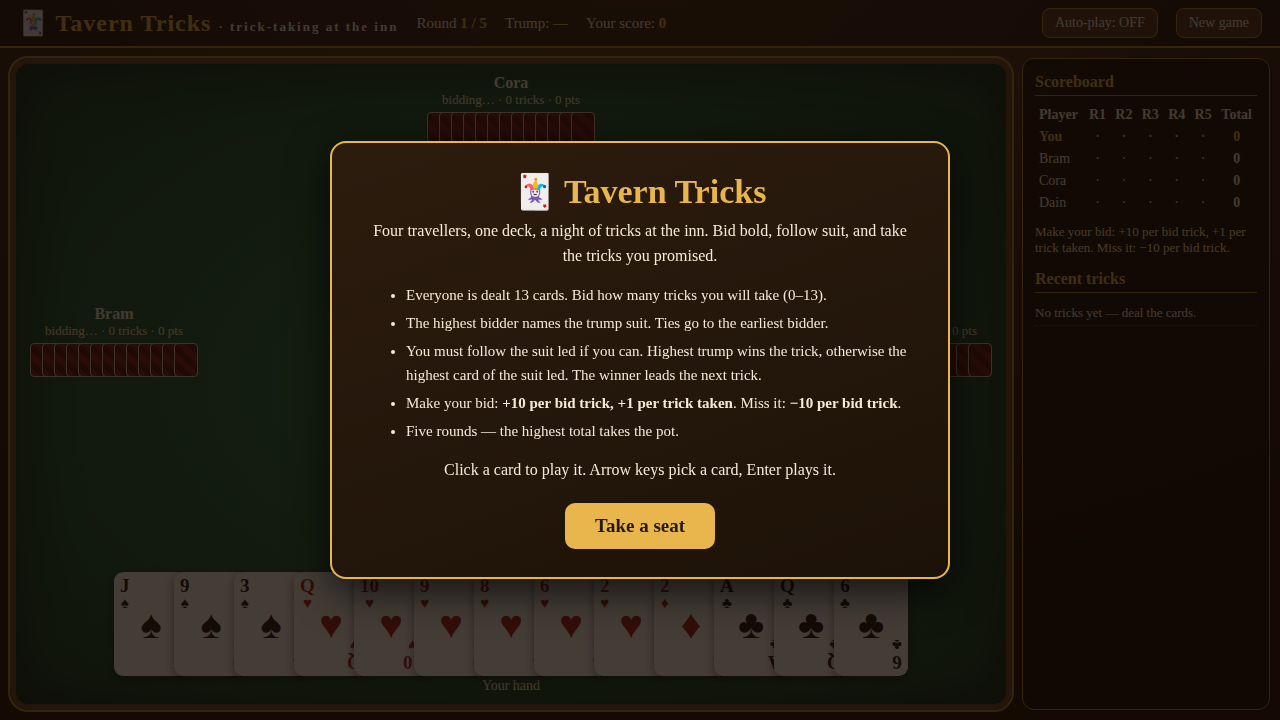 Tavern Tricks · trick-taking at the inn Round 1 / 5 Trump: — Your score: 0 Auto-play: OFF New game
Cora
bidding… · 0 tricks · 0 pts
Bram
bidding… · 0 tricks · 0 pts
0 pts
Tavern Tricks
Four travellers, one deck, a night of tricks at the inn. Bid bold, follow suit, and take
the tricks you promised.
• Everyone is dealt 13 cards. Bid how many tricks you will take (0–13).
• The highest bidder names the trump suit. Ties go to the earliest bidder.
• You must follow the suit led if you can. Highest trump wins the trick, otherwise the
highest card of the suit led. The winner leads the next trick.
• Make your bid: +10 per bid trick, +1 per trick taken. Miss it: −10 per bid trick.
• Five rounds — the highest total takes the pot.
Click a card to play it. Arrow keys pick a card, Enter plays it.
Take a seat
J♠ 9♠ 3♠ Q♥ 10♥ 9♥ 8♥ 6♥ 2♥ 2♦ A♣ Q♣ 6♣
Your hand
Scoreboard
Player R1 R2 R3 R4 R5 Total
You · · · · · 0
Bram · · · · · 0
Cora · · · · · 0
Dain · · · · · 0
Make your bid: +10 per bid trick, +1 per
trick taken. Miss it: −10 per bid trick.
Recent tricks
No tricks yet — deal the cards.